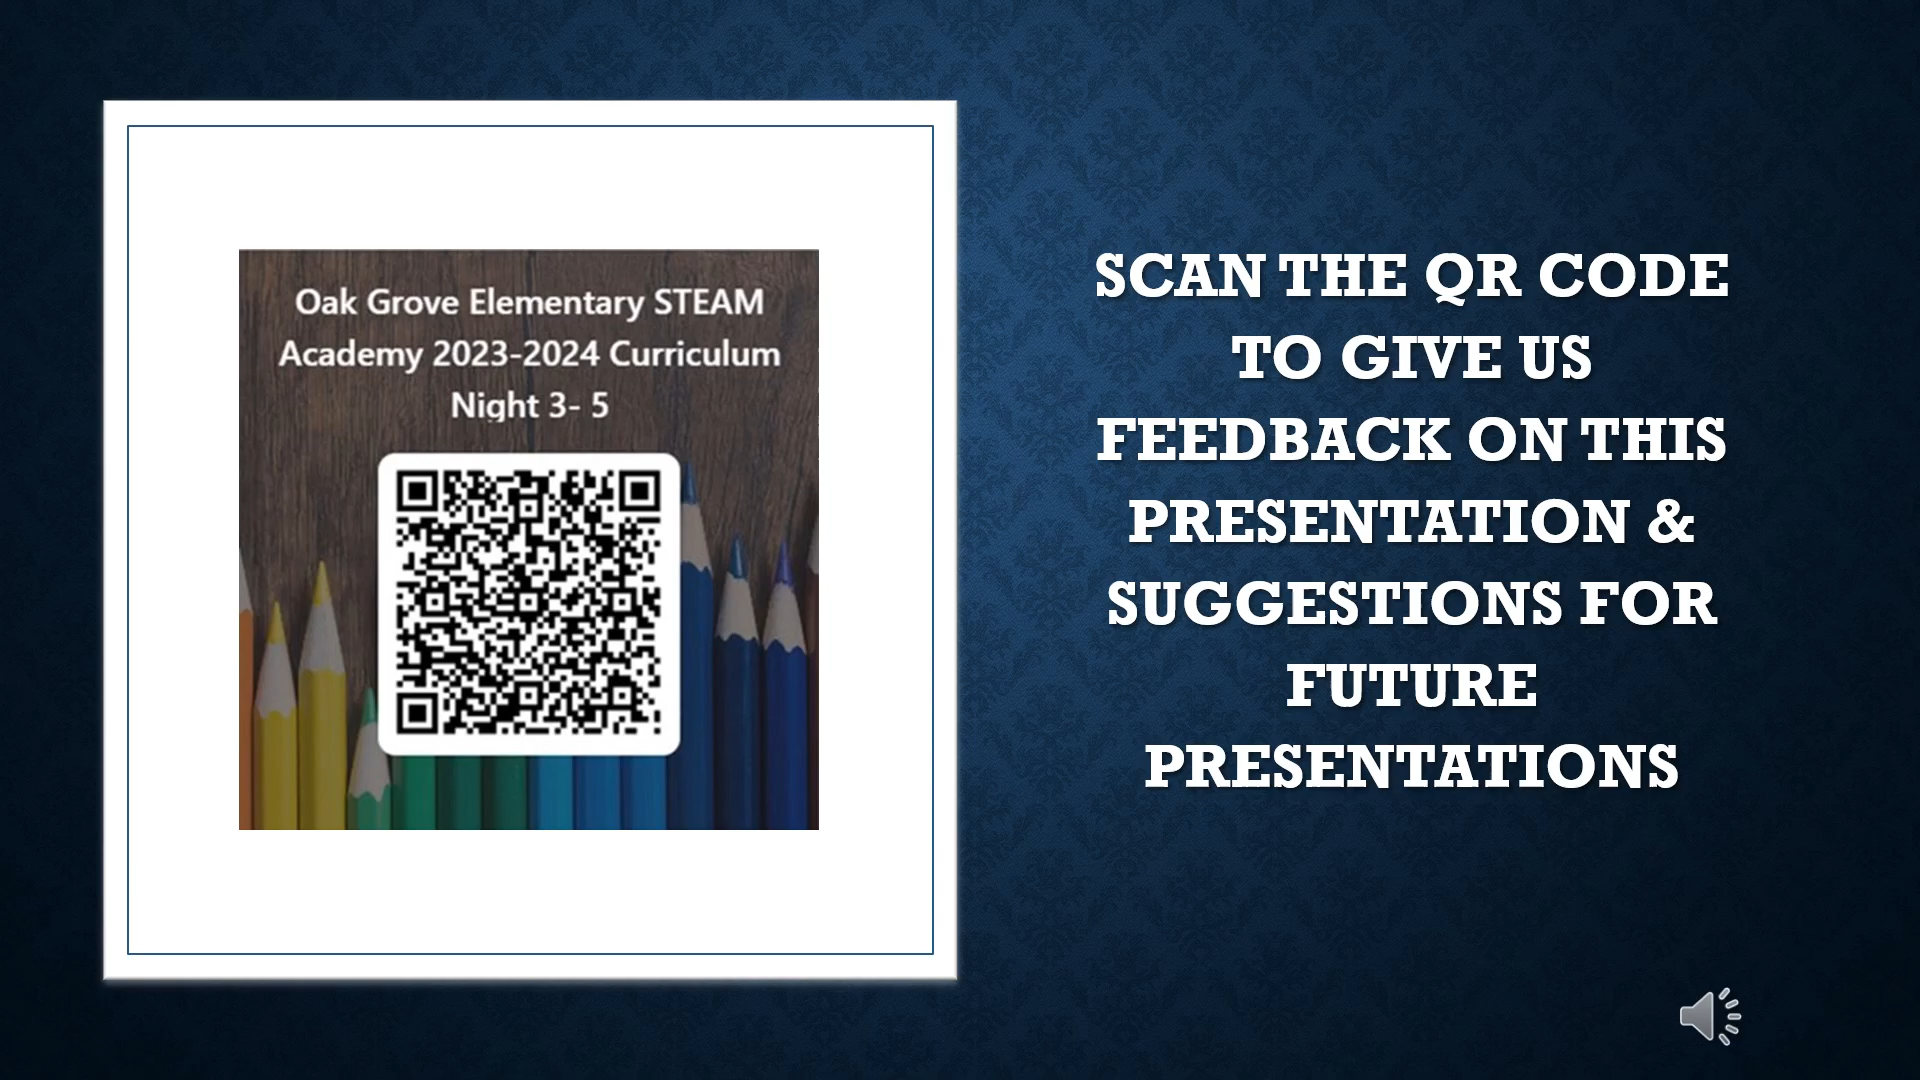 Oak Grove Elementary STEAM
Academy 2023-2024 Curriculum
Night 3- 5
SCAN THE QR CODE
TO GIVE US
FEEDBACK ON THIS
PRESENTATION &
SUGGESTIONS FOR
FUTURE
PRESENTATIONS